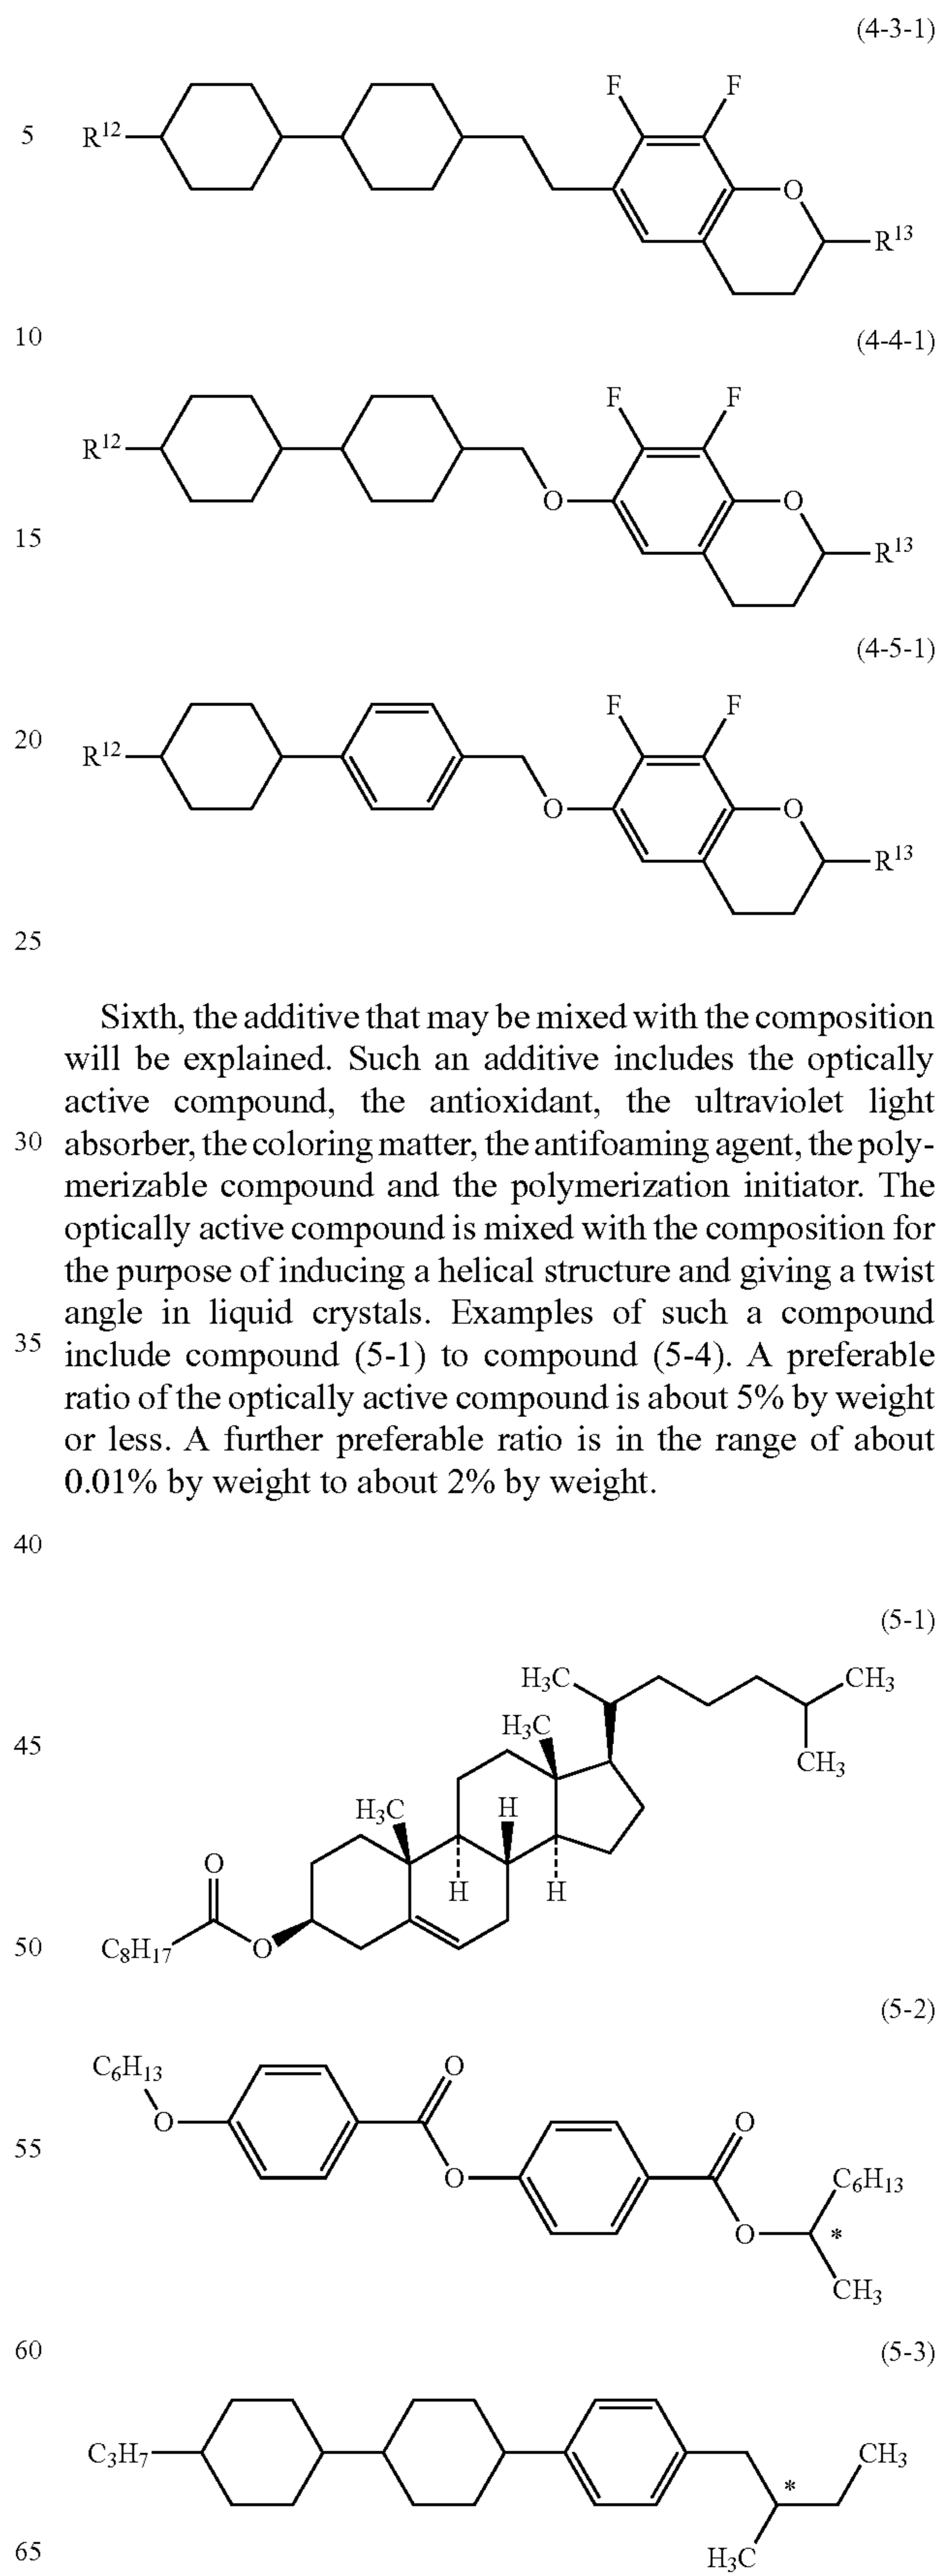 (4-3-1)
F F
5 R¹² O
R¹³
10 (4-4-1)
F F
R¹²
O O
15 R¹³
(4-5-1)
F F
20 R¹²
O O
R¹³
25
Sixth, the additive that may be mixed with the composition
will be explained. Such an additive includes the optically
active compound, the antioxidant, the ultraviolet light
30 absorber, the coloring matter, the antifoaming agent, the poly-
merizable compound and the polymerization initiator. The
optically active compound is mixed with the composition for
the purpose of inducing a helical structure and giving a twist
angle in liquid crystals. Examples of such a compound
35 include compound (5-1) to compound (5-4). A preferable
ratio of the optically active compound is about 5% by weight
or less. A further preferable ratio is in the range of about
0.01% by weight to about 2% by weight.
40
(5-1)
H₃C CH₃
H₃C
45 CH₃
H₃C H
O
H H
50 C₈H₁₇ O
(5-2)
C₆H₁₃ O
O O
55
O C₆H₁₃
O *
CH₃
60 (5-3)
C₃H₇ CH₃
*
65 H₃C